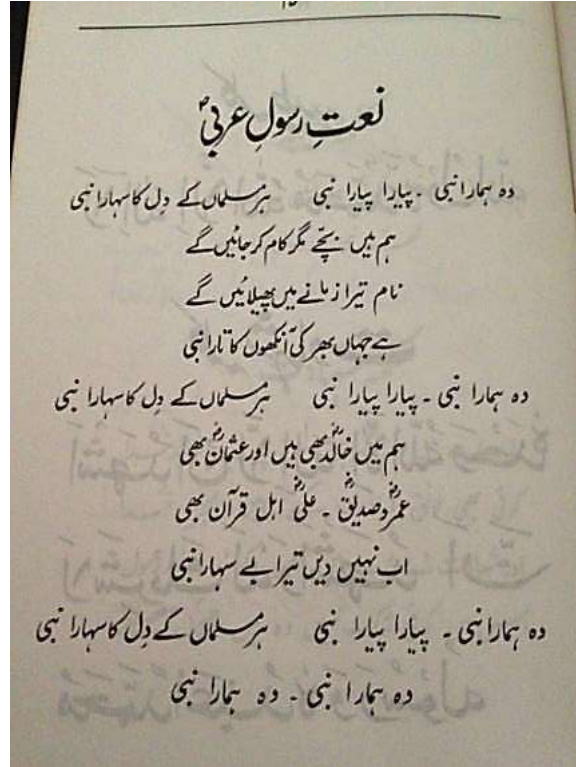 نعتِ رسولِ عربیؐ
وہ ہمارا نبی ۔ پیارا پیارا نبی ہر مسلماں کے دِل کا سہارا نبی
ہم ہیں بچے مگر کام کر جائیں گے
نام تیرا زمانے میں پھیلائیں گے
ہے جہاں بھر کی آنکھوں کا تارا نبی
وہ ہمارا نبی ۔ پیارا پیارا نبی ہر مسلماں کے دِل کا سہارا نبی
ہم میں خالدؓ بھی ہیں اور عثمانؓ بھی
عمرؓ و صدیقؓ ۔ علیؓ اہل قرآن بھی
اب نہیں دیں تیرا بے سہارا نبی
وہ ہمارا نبی ۔ پیارا پیارا نبی ہر مسلماں کے دِل کا سہارا نبی
وہ ہمارا نبی ۔ وہ ہمارا نبی